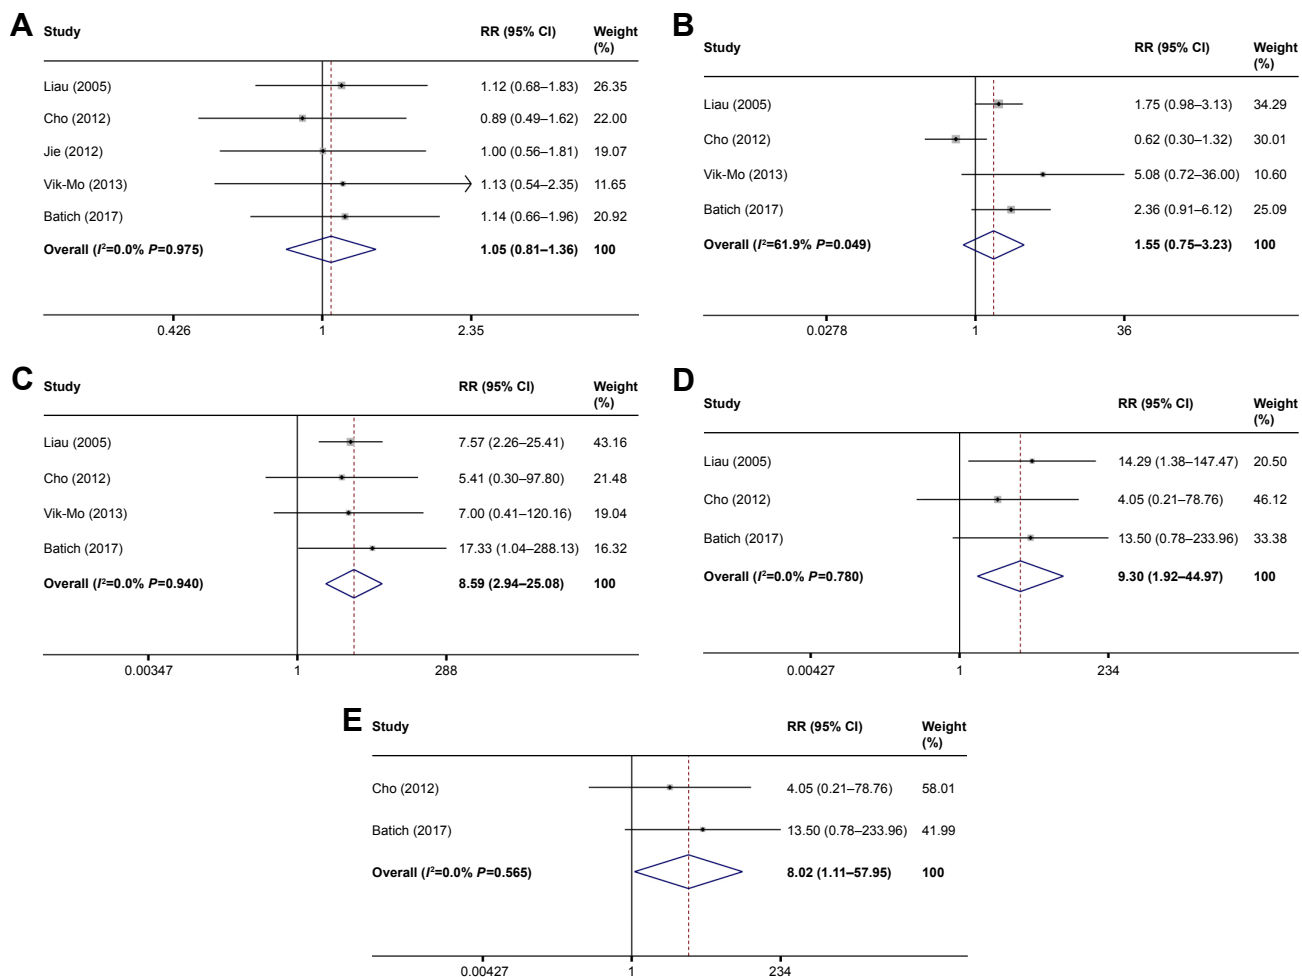 A
Study RR (95% CI) Weight
(%)
Liau (2005) 1.12 (0.68–1.83) 26.35
Cho (2012) 0.89 (0.49–1.62) 22.00
Jie (2012) 1.00 (0.56–1.81) 19.07
Vik-Mo (2013) 1.13 (0.54–2.35) 11.65
Batich (2017) 1.14 (0.66–1.96) 20.92
Overall (I²=0.0% P=0.975) 1.05 (0.81–1.36) 100
0.426 1 2.35
B
Study RR (95% CI) Weight
(%)
Liau (2005) 1.75 (0.98–3.13) 34.29
Cho (2012) 0.62 (0.30–1.32) 30.01
Vik-Mo (2013) 5.08 (0.72–36.00) 10.60
Batich (2017) 2.36 (0.91–6.12) 25.09
Overall (I²=61.9% P=0.049) 1.55 (0.75–3.23) 100
0.0278 1 36
C
Study RR (95% CI) Weight
(%)
Liau (2005) 7.57 (2.26–25.41) 43.16
Cho (2012) 5.41 (0.30–97.80) 21.48
Vik-Mo (2013) 7.00 (0.41–120.16) 19.04
Batich (2017) 17.33 (1.04–288.13) 16.32
Overall (I²=0.0% P=0.940) 8.59 (2.94–25.08) 100
0.00347 1 288
D
Study RR (95% CI) Weight
(%)
Liau (2005) 14.29 (1.38–147.47) 20.50
Cho (2012) 4.05 (0.21–78.76) 46.12
Batich (2017) 13.50 (0.78–233.96) 33.38
Overall (I²=0.0% P=0.780) 9.30 (1.92–44.97) 100
0.00427 1 234
E
Study RR (95% CI) Weight
(%)
Cho (2012) 4.05 (0.21–78.76) 58.01
Batich (2017) 13.50 (0.78–233.96) 41.99
Overall (I²=0.0% P=0.565) 8.02 (1.11–57.95) 100
0.00427 1 234